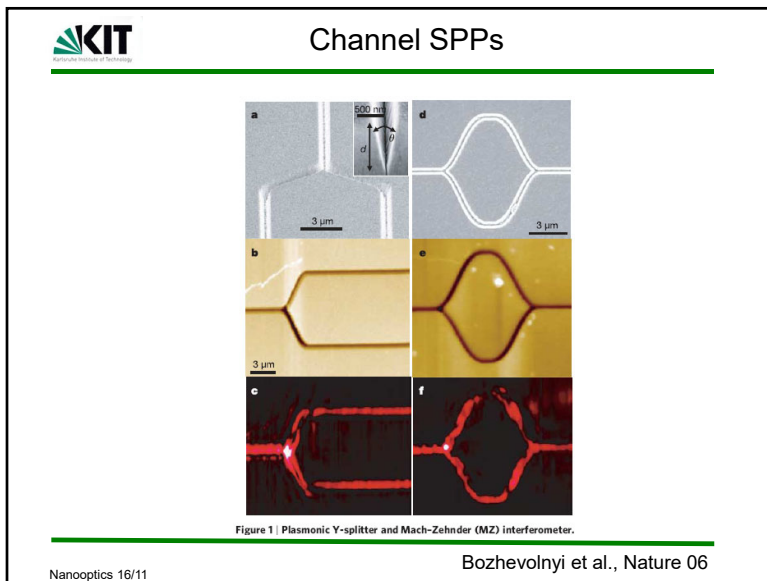 KIT
Karlsruhe Institute of Technology
Channel SPPs
a
500 nm
θ
d
3 µm
d
3 µm
b
3 µm
e
c
f
Figure 1 | Plasmonic Y-splitter and Mach–Zehnder (MZ) interferometer.
Bozhevolnyi et al., Nature 06
Nanooptics 16/11